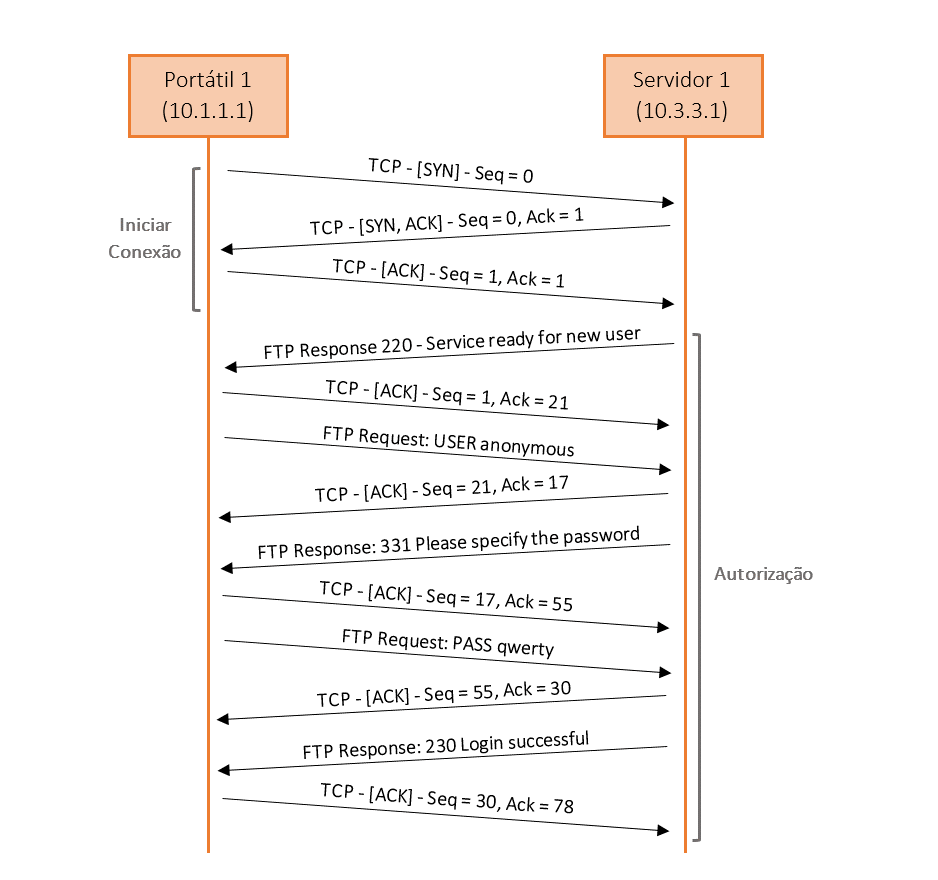 Portátil 1
(10.1.1.1)
Servidor 1
(10.3.3.1)
TCP - [SYN] - Seq = 0
TCP - [SYN, ACK] - Seq = 0, Ack = 1
Iniciar
Conexão
TCP - [ACK] - Seq = 1, Ack = 1
FTP Response 220 - Service ready for new user
TCP - [ACK] - Seq = 1, Ack = 21
FTP Request: USER anonymous
TCP - [ACK] - Seq = 21, Ack = 17
FTP Response: 331 Please specify the password
Autorização
TCP - [ACK] - Seq = 17, Ack = 55
FTP Request: PASS qwerty
TCP - [ACK] - Seq = 55, Ack = 30
FTP Response: 230 Login successful
TCP - [ACK] - Seq = 30, Ack = 78